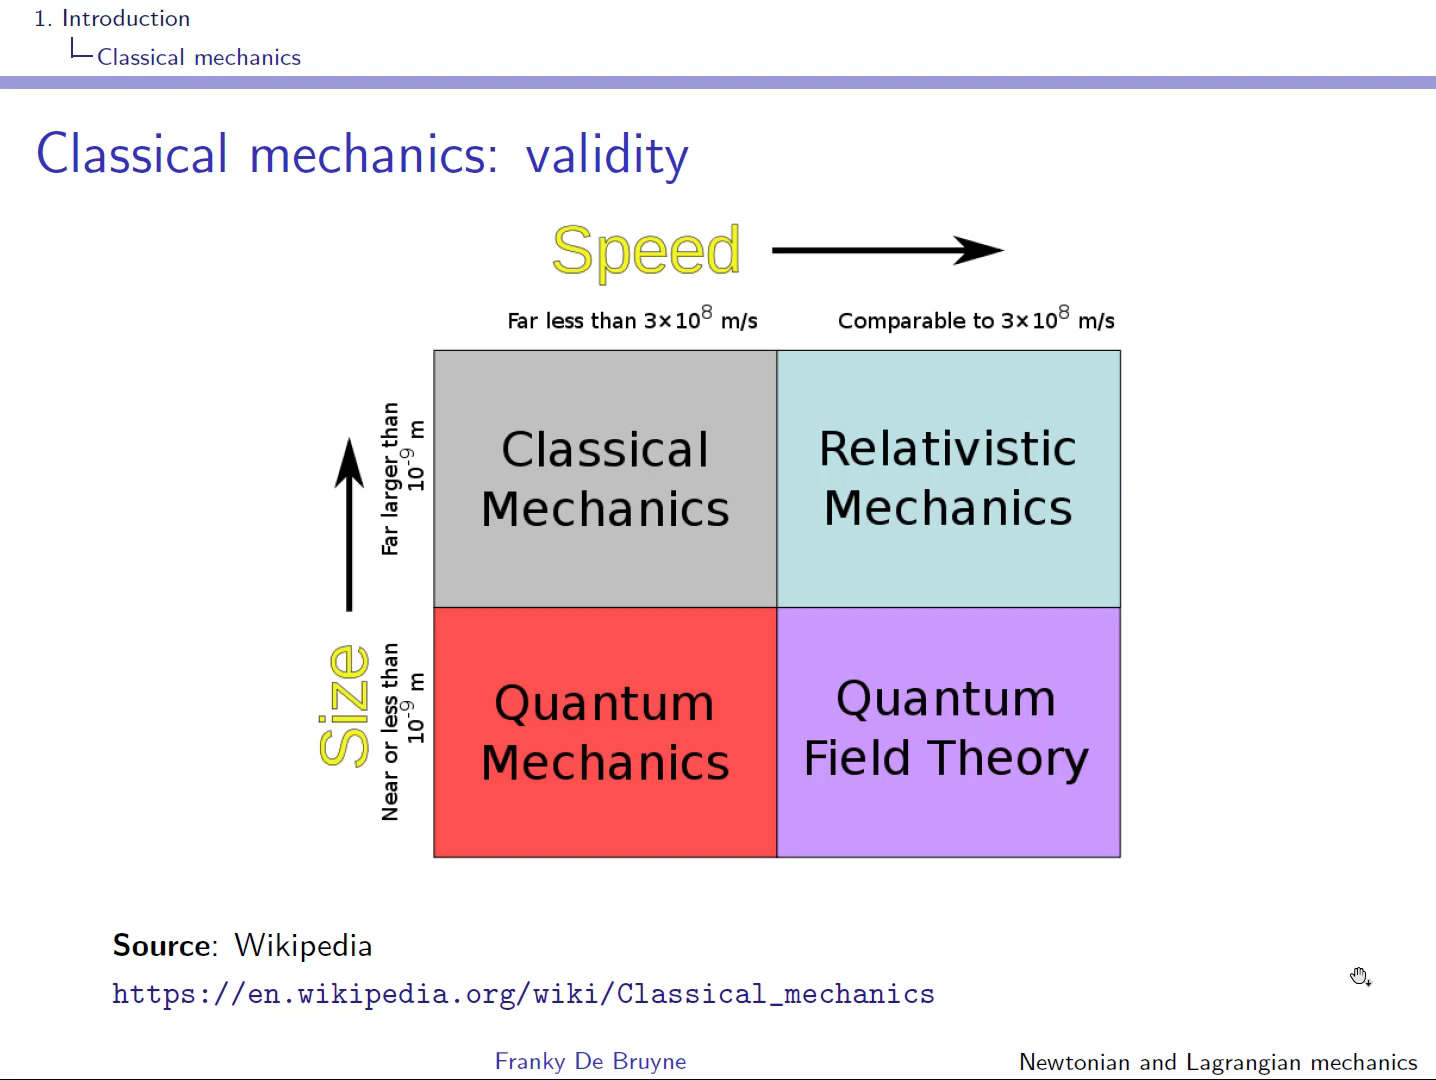 1. Introduction
Classical mechanics
Classical mechanics: validity
Speed
Far less than 3×10⁸ m/s
Comparable to 3×10⁸ m/s
Far larger than
10⁻⁹ m
Classical
Mechanics
Relativistic
Mechanics
Size
Near or less than
10⁻⁹ m
Quantum
Mechanics
Quantum
Field Theory
Source: Wikipedia
https://en.wikipedia.org/wiki/Classical_mechanics
Franky De Bruyne
Newtonian and Lagrangian mechanics